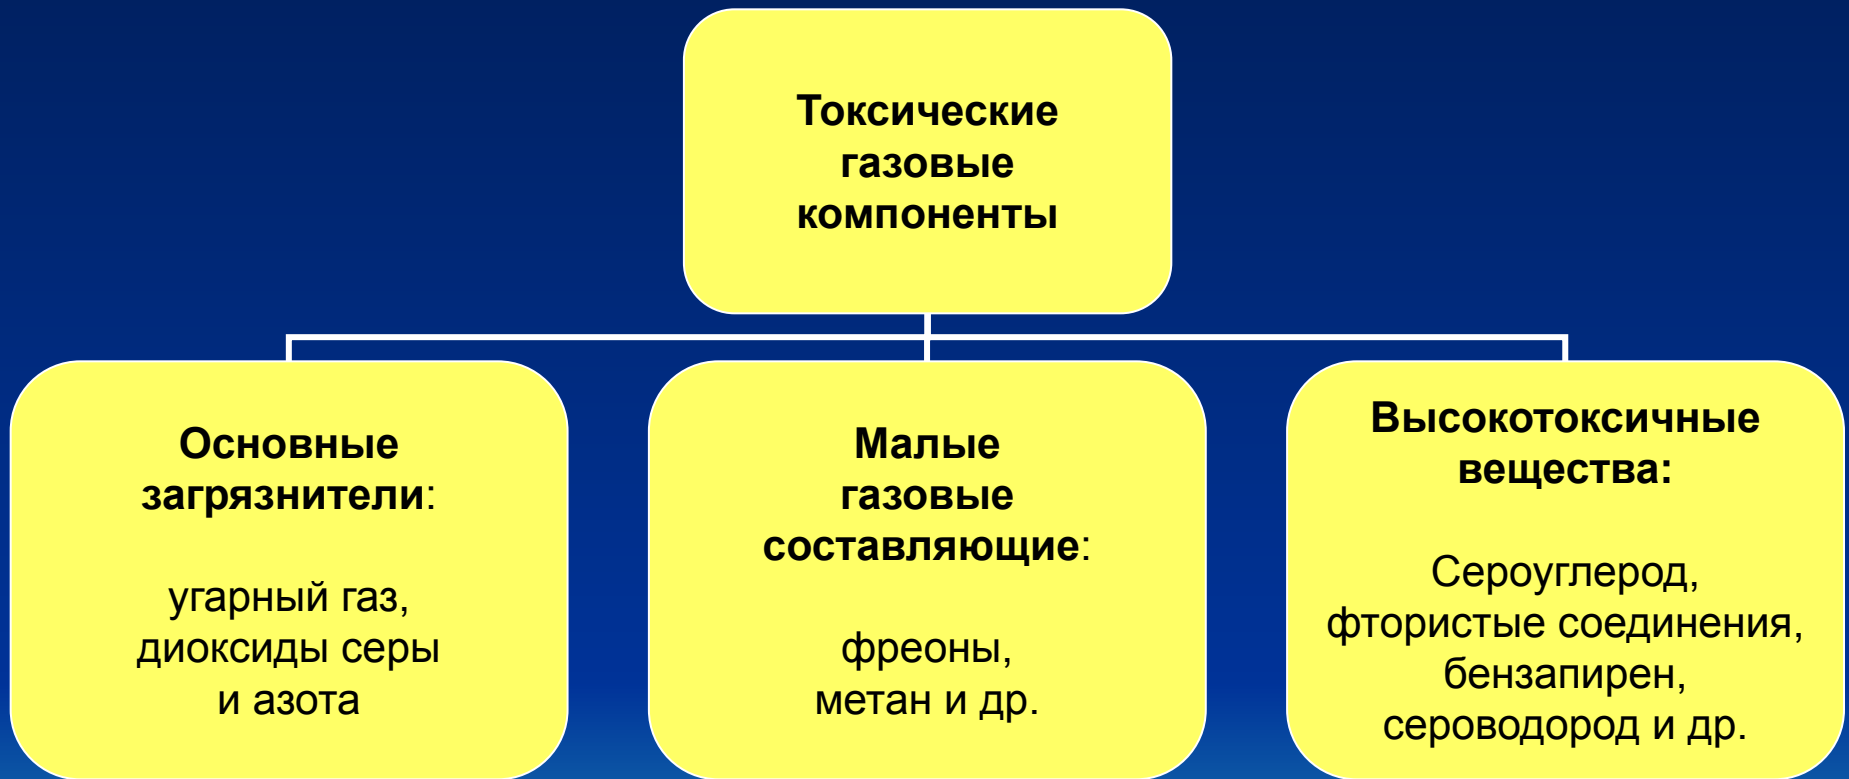 Токсические
газовые
компоненты
Основные
загрязнители:
угарный газ,
диоксиды серы
и азота
Малые
газовые
составляющие:
фреоны,
метан и др.
Высокотоксичные
вещества:
Сероуглерод,
фтористые соединения,
бензапирен,
сероводород и др.